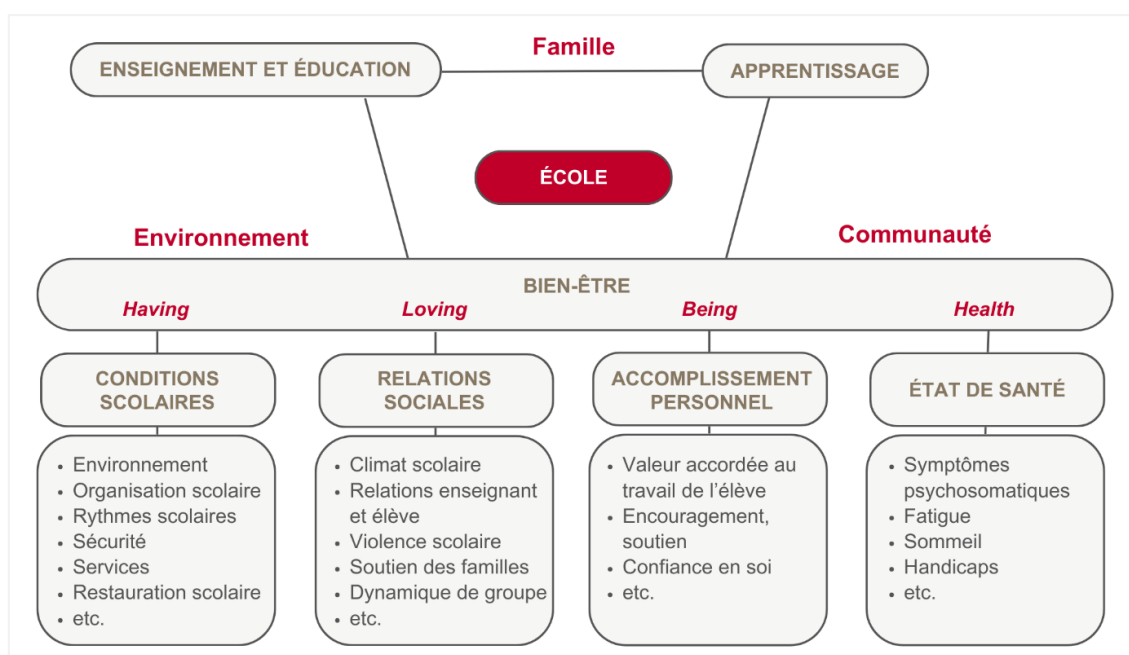 Famille
ENSEIGNEMENT ET ÉDUCATION
APPRENTISSAGE
ÉCOLE
Environnement
Communauté
BIEN-ÊTRE
Having
Loving
Being
Health
CONDITIONS
SCOLAIRES
RELATIONS
SOCIALES
ACCOMPLISSEMENT
PERSONNEL
ÉTAT DE SANTÉ
• Environnement
• Organisation scolaire
• Rythmes scolaires
• Sécurité
• Services
• Restauration scolaire
• etc.
• Climat scolaire
• Relations enseignant
et élève
• Violence scolaire
• Soutien des familles
• Dynamique de groupe
• etc.
• Valeur accordée au
travail de l'élève
• Encouragement,
soutien
• Confiance en soi
• etc.
• Symptômes
psychosomatiques
• Fatigue
• Sommeil
• Handicaps
• etc.